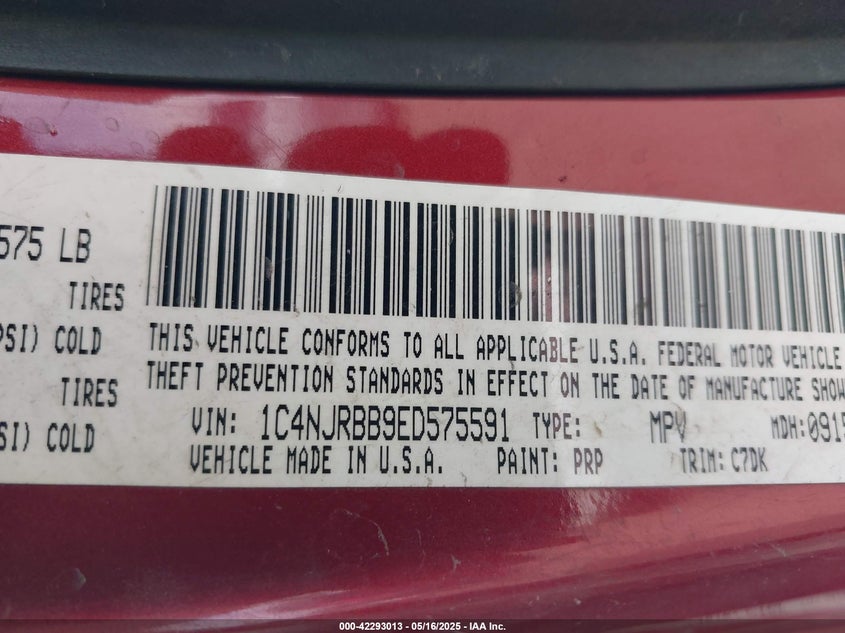 575 LB
TIRES
PSI) COLD
TIRES
SI) COLD
THIS VEHICLE CONFORMS TO ALL APPLICABLE U.S.A. FEDERAL MOTOR VEHICLE
THEFT PREVENTION STANDARDS IN EFFECT ON THE DATE OF MANUFACTURE SHOW
VIN: 1C4NJRBB9ED575591 TYPE: MPV MDH:0915
VEHICLE MADE IN U.S.A. PAINT: PRP TRIM: C7DK
000-42293013 - 05/16/2025 - IAA Inc.